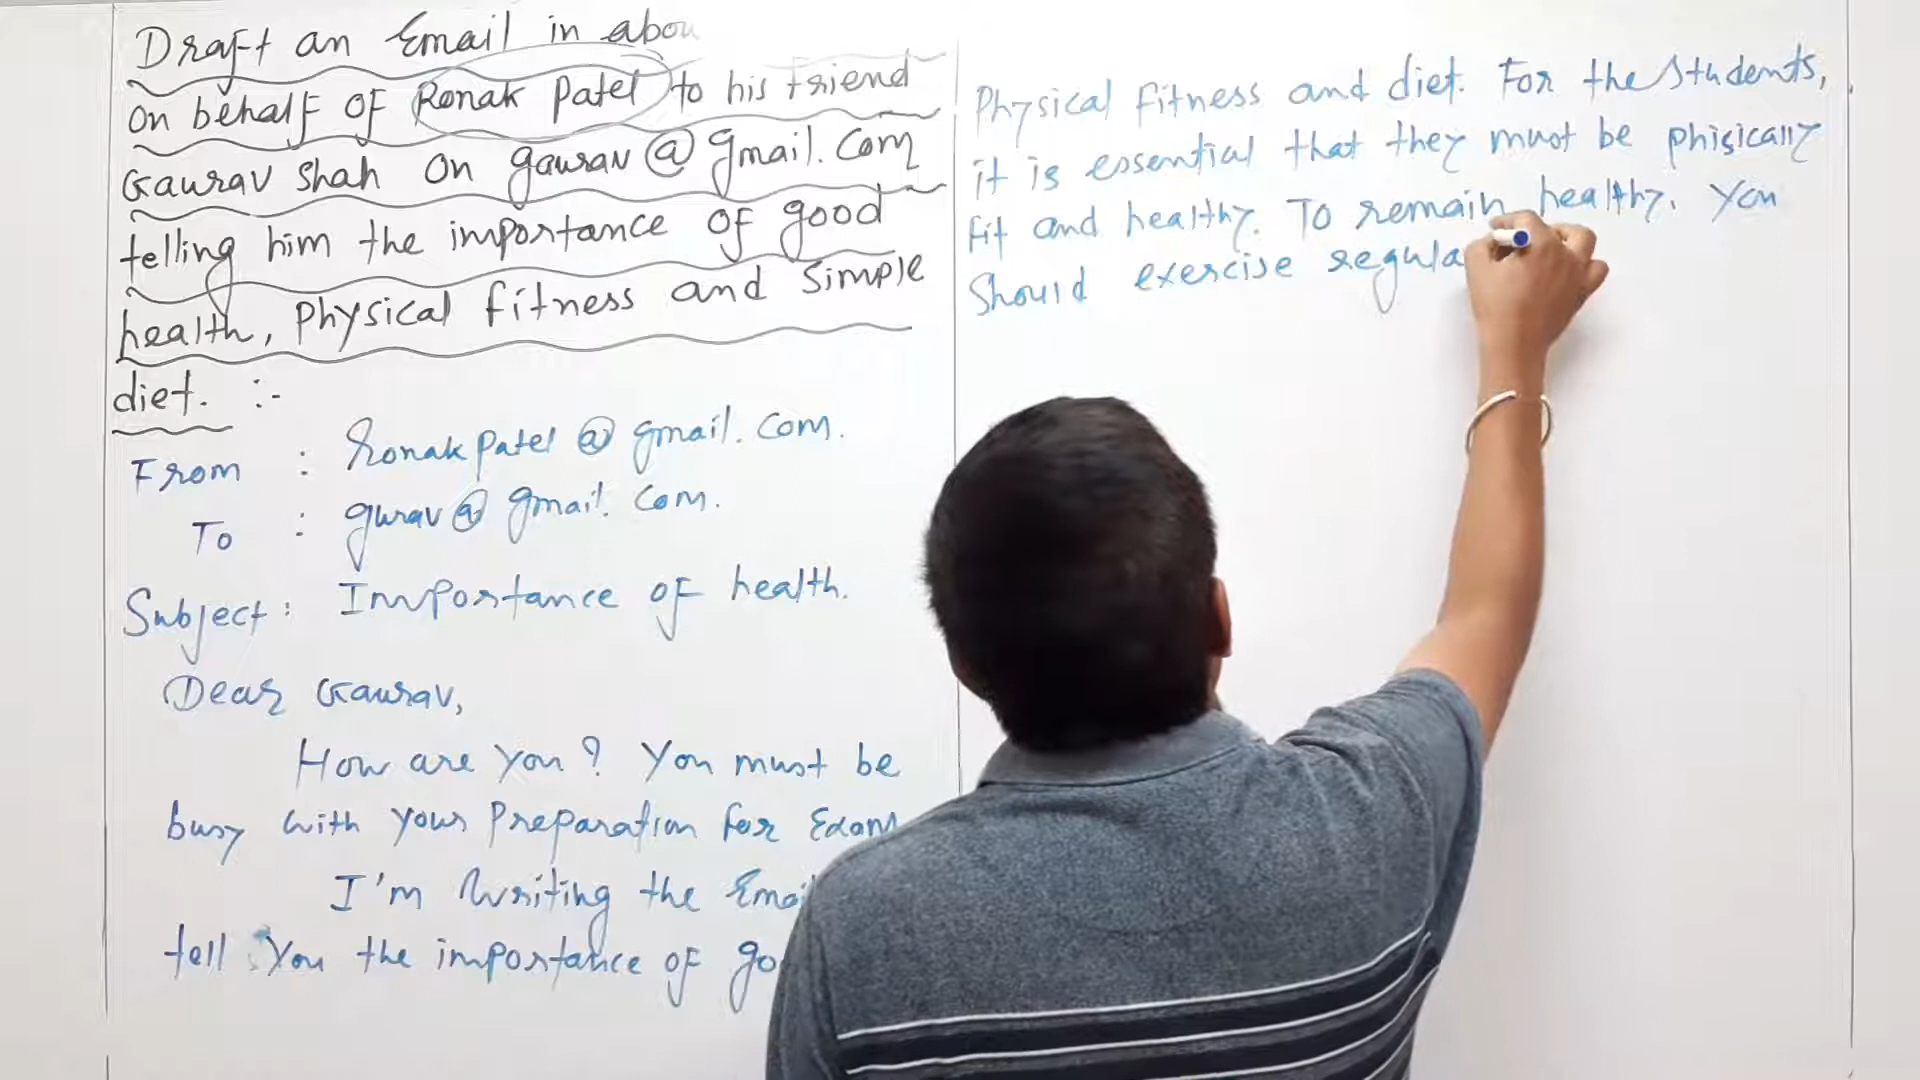 Draft an Email in abou
on behalf of Ronak Patel to his friend
Gaurav Shah on gaurav@gmail.com
telling him the importance of good
health, Physical fitness and Simple
diet. :-
From : RonakPatel@gmail.com.
To : gurav@gmail.com.
Subject: Importance of health.
Dear Gaurav,
How are you? You must be
busy with your preparation for Exam
I'm Writing the Emai
tell you the importance of go
Physical fitness and diet. For the students,
it is essential that they must be phisically
fit and healthy. To remain healthy. You
Should exercise regula